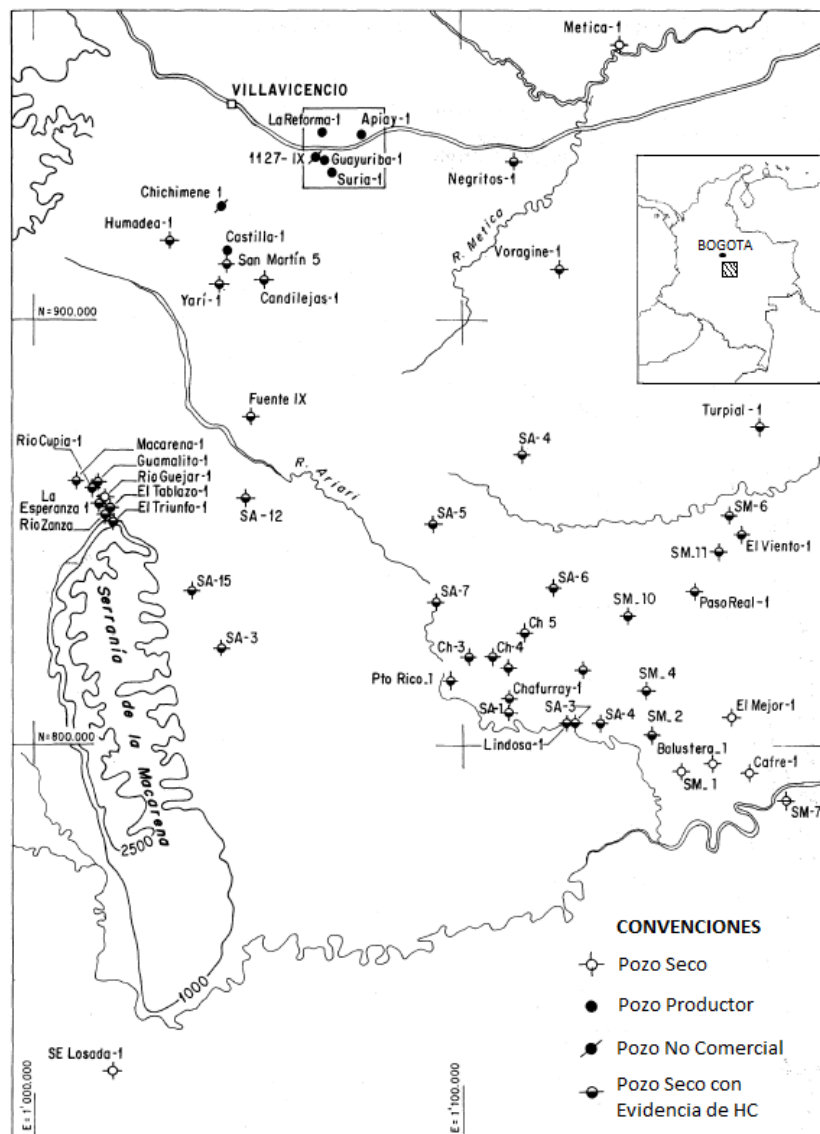 Metica-1
VILLAVICENCIO
La Reforma-1
Apiay-1
1127-IX
Guayuriba-1
Suria-1
Negritos-1
Chichimene 1
Humadea-1
Castilla-1
San Martín 5
Yarí-1
Candilejas-1
R. Metica
Voragine-1
BOGOTA
N=900.000
Fuente IX
Turpial-1
SA-4
Rio Cupia-1
Macarena-1
Guamalito-1
Rio Guejar-1
La Esperanza 1
El Tablazo-1
El Triunfo-1
Rio Zanza
R. Ariari
SA-12
SA-5
SM-6
El Viento-1
SM_11
SA-15
SA-7
SA-6
Paso Real-1
SM_10
Serranía de la Macarena
SA-3
Ch 5
Ch-3
Ch-4
Pto Rico_1
Chafurray-1
SM_4
SA-1
SA-3
SA-4
El Mejor-1
SM_2
Lindosa-1
N=800.000
Balustera_1
SM_1
Cafre-1
SM-7
2500
1000
SE Losada-1
E=1'000.000
E=1'100.000
CONVENCIONES
Pozo Seco
Pozo Productor
Pozo No Comercial
Pozo Seco con
Evidencia de HC